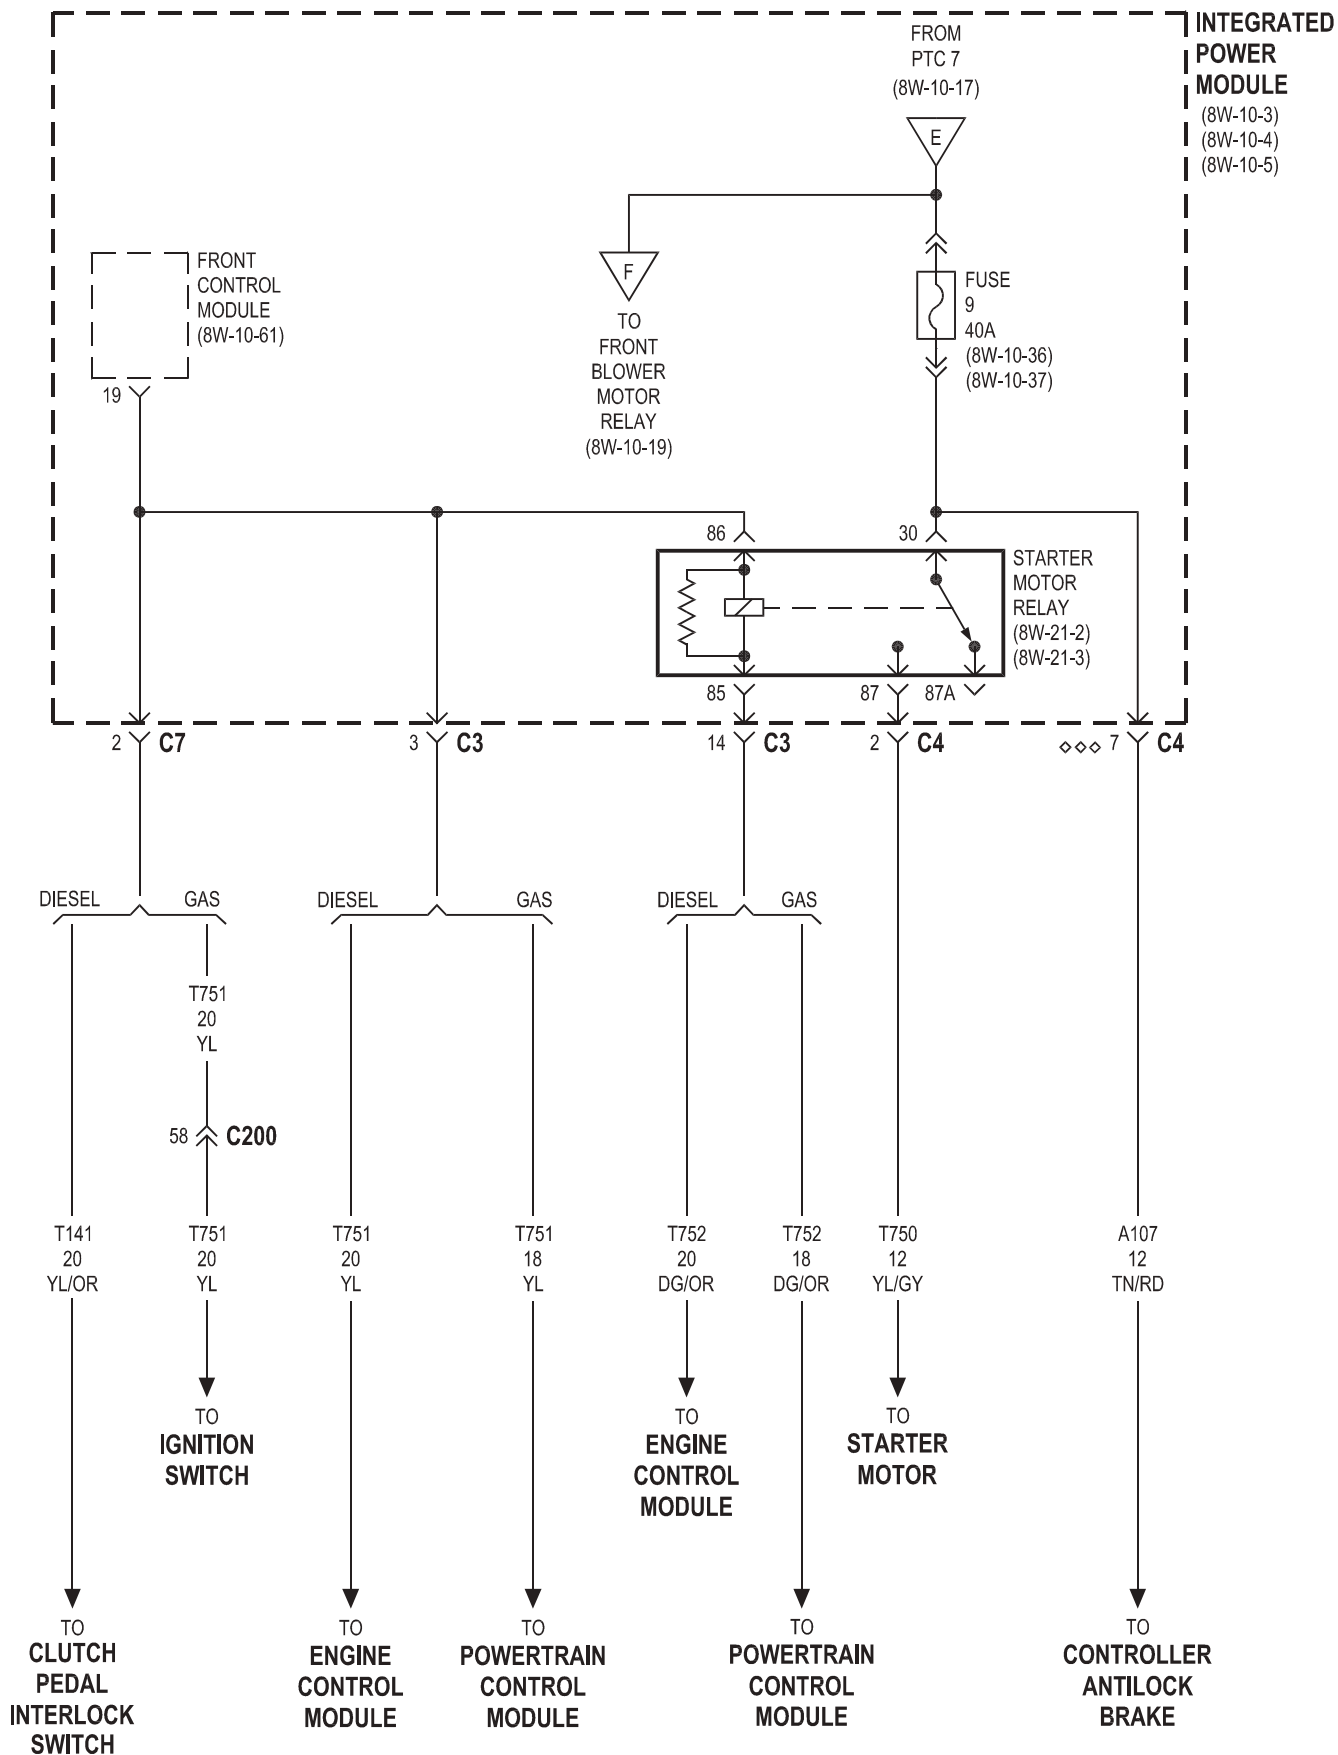 FROM
PTC 7
(8W-10-17)
INTEGRATED
POWER
MODULE
(8W-10-3)
(8W-10-4)
(8W-10-5)
E
F
TO
FRONT
BLOWER
MOTOR
RELAY
(8W-10-19)
FRONT
CONTROL
MODULE
(8W-10-61)
19
FUSE
9
40A
(8W-10-36)
(8W-10-37)
86
30
STARTER
MOTOR
RELAY
(8W-21-2)
(8W-21-3)
85
87
87A
2 C7
3 C3
14 C3
2 C4
7 C4
DIESEL GAS
DIESEL GAS
DIESEL GAS
T751
20
YL
58 C200
T141
20
YL/OR
T751
20
YL
T751
20
YL
T751
18
YL
T752
20
DG/OR
T752
18
DG/OR
T750
12
YL/GY
A107
12
TN/RD
TO
IGNITION
SWITCH
TO
ENGINE
CONTROL
MODULE
TO
STARTER
MOTOR
TO
CLUTCH
PEDAL
INTERLOCK
SWITCH
TO
ENGINE
CONTROL
MODULE
TO
POWERTRAIN
CONTROL
MODULE
TO
POWERTRAIN
CONTROL
MODULE
TO
CONTROLLER
ANTILOCK
BRAKE